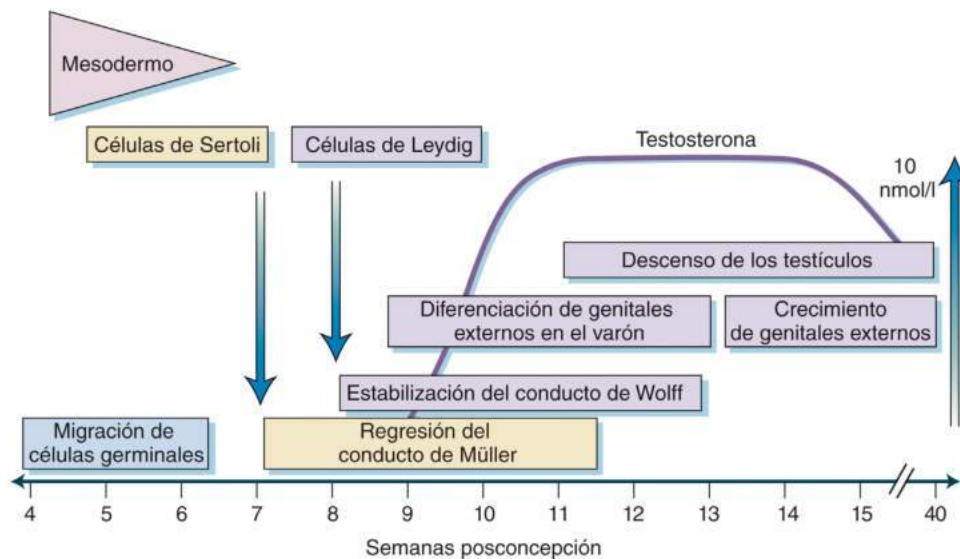 Mesodermo
Células de Sertoli
Células de Leydig
Testosterona
10
nmol/l
Descenso de los testículos
Diferenciación de genitales
externos en el varón
Crecimiento
de genitales externos
Estabilización del conducto de Wolff
Migración de
células germinales
Regresión del
conducto de Müller
4 5 6 7 8 9 10 11 12 13 14 15 40
Semanas posconcepción